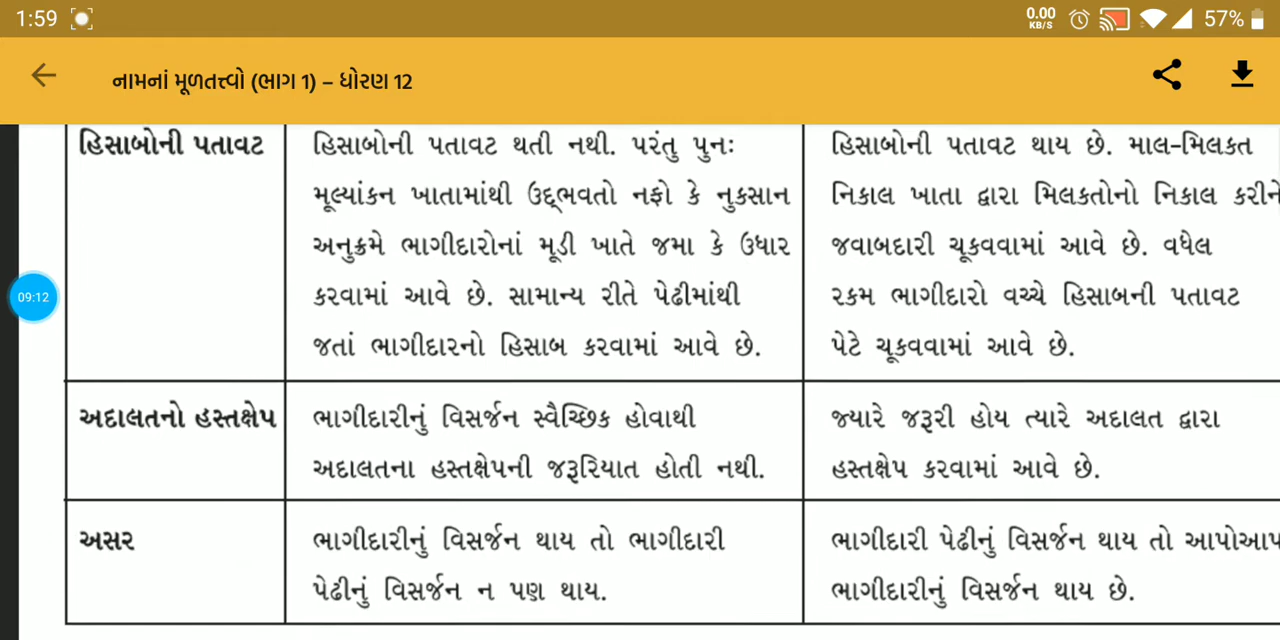 1:59
0.00
KB/S
57%
નામનાં મૂળતત્ત્વો (ભાગ 1) – ધોરણ 12
હિસાબોની પતાવટ
હિસાબોની પતાવટ થતી નથી. પરંતુ પુનઃ
મૂલ્યાંકન ખાતામાંથી ઉદ્ભવતો નફો કે નુકસાન
અનુક્રમે ભાગીદારોનાં મૂડી ખાતે જમા કે ઉધાર
કરવામાં આવે છે. સામાન્ય રીતે પેઢીમાંથી
જતાં ભાગીદારનો હિસાબ કરવામાં આવે છે.
હિસાબોની પતાવટ થાય છે. માલ-મિલકત
નિકાલ ખાતા દ્વારા મિલકતોનો નિકાલ કરીને
જવાબદારી ચૂકવવામાં આવે છે. વધેલ
રકમ ભાગીદારો વચ્ચે હિસાબની પતાવટ
પેટે ચૂકવવામાં આવે છે.
09:12
અદાલતનો હસ્તક્ષેપ
ભાગીદારીનું વિસર્જન સ્વૈચ્છિક હોવાથી
અદાલતના હસ્તક્ષેપની જરૂરિયાત હોતી નથી.
જ્યારે જરૂરી હોય ત્યારે અદાલત દ્વારા
હસ્તક્ષેપ કરવામાં આવે છે.
અસર
ભાગીદારીનું વિસર્જન થાય તો ભાગીદારી
પેઢીનું વિસર્જન ન પણ થાય.
ભાગીદારી પેઢીનું વિસર્જન થાય તો આપોઆપ
ભાગીદારીનું વિસર્જન થાય છે.